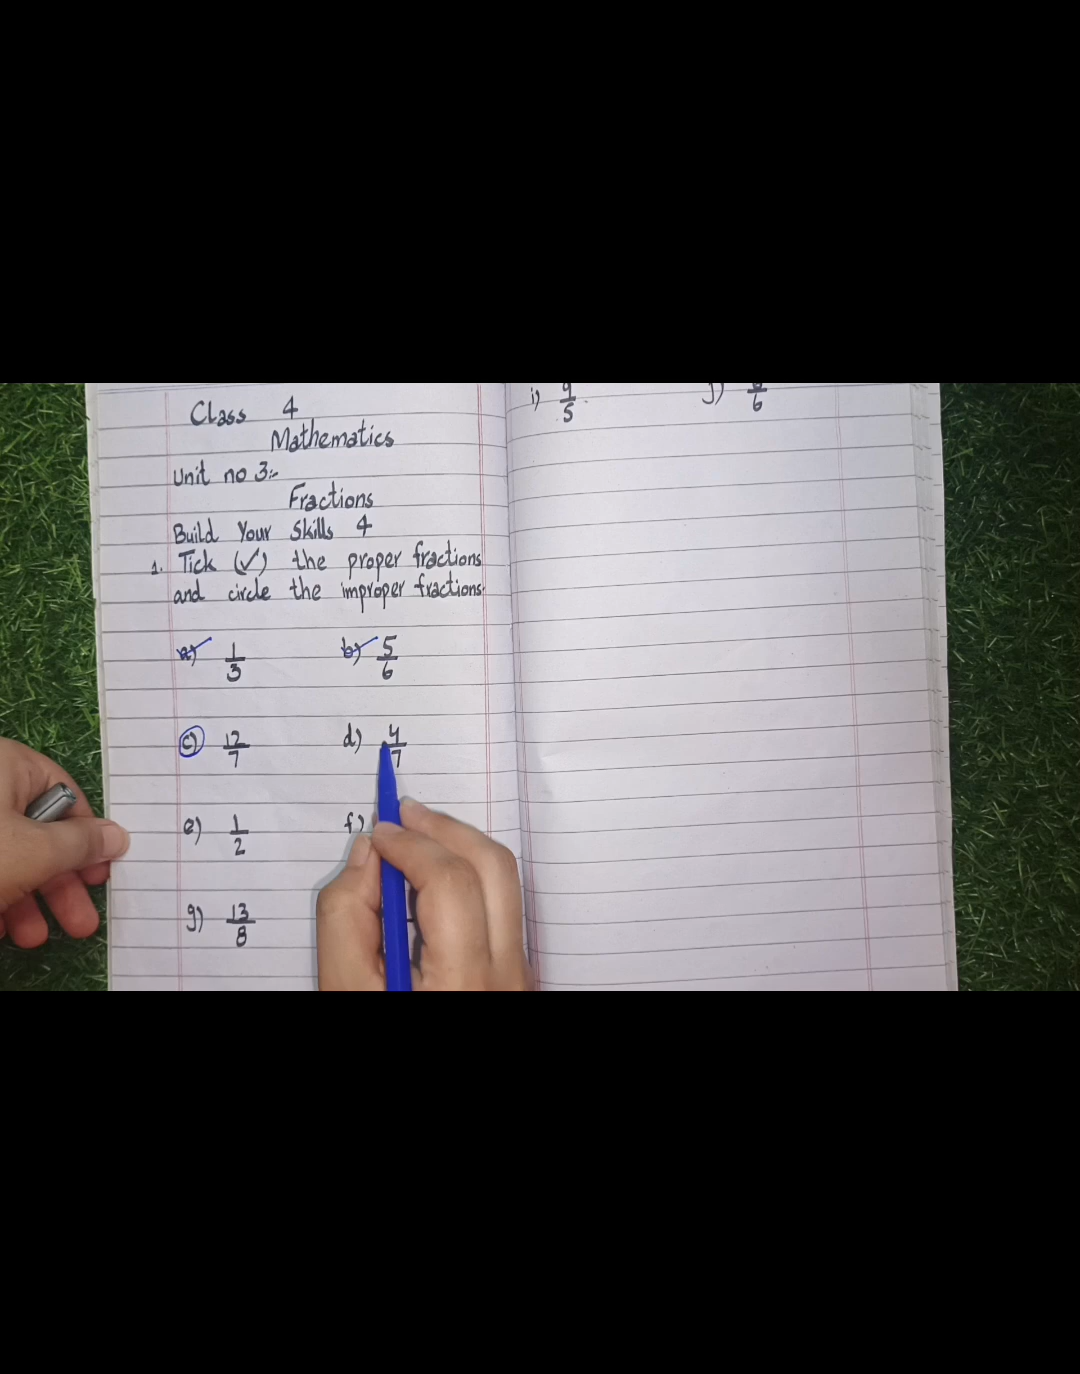 Class 4
Mathematics
Unit no 3:-
Fractions
Build Your Skills 4
1. Tick (✓) the proper fractions
and circle the improper fractions.
a) 1/3 b) 5/6
c) 12/7 d) 4/7
e) 1/2 f)
g) 13/8
i) 9/5 j) /6